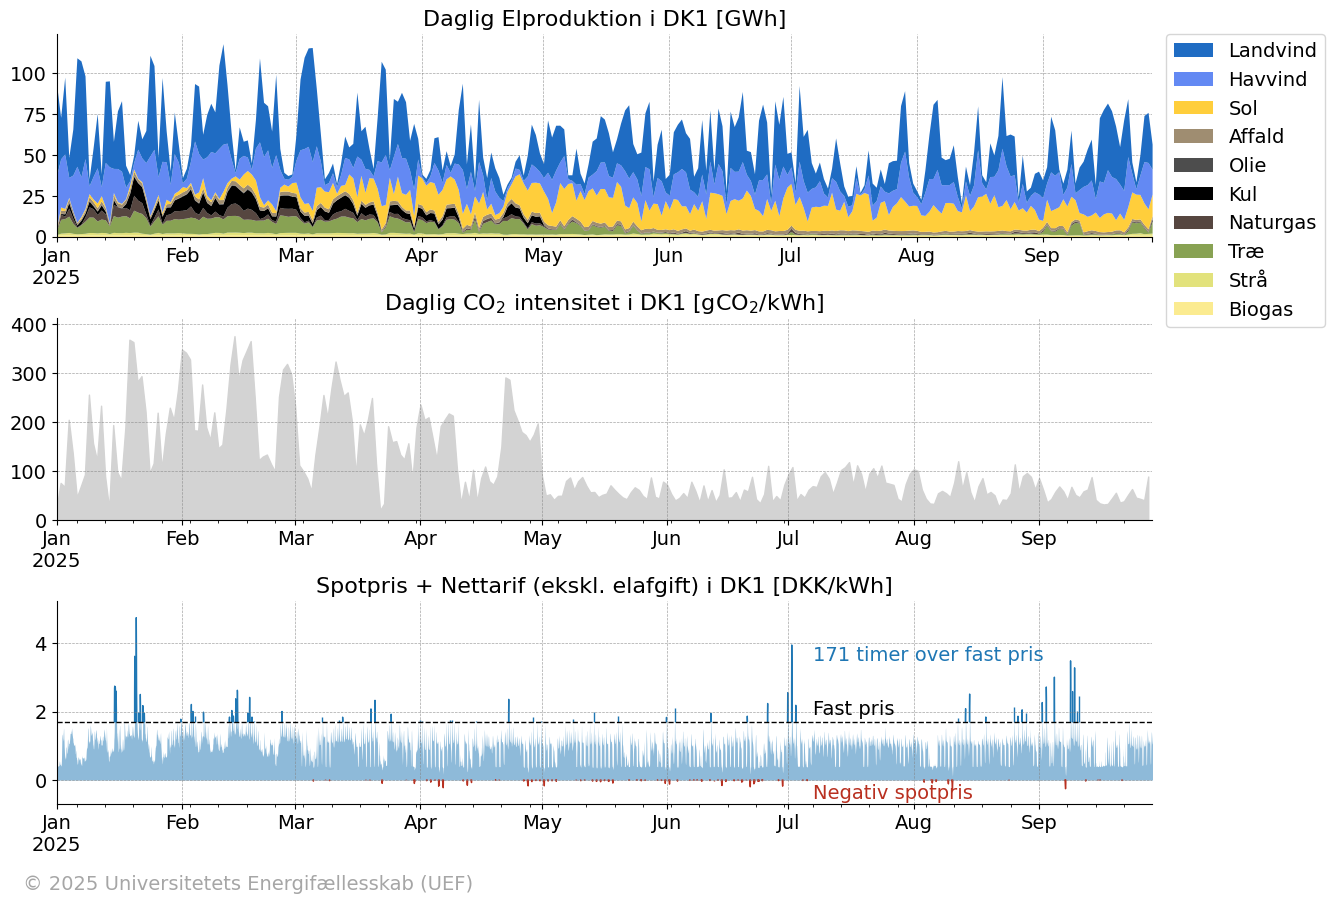 Daglig Elproduktion i DK1 [GWh]
100
75
50
25
0
Jan Feb Mar Apr May Jun Jul Aug Sep
2025
Landvind
Havvind
Sol
Affald
Olie
Kul
Naturgas
Træ
Strå
Biogas
Daglig CO₂ intensitet i DK1 [gCO₂/kWh]
400
300
200
100
0
Jan Feb Mar Apr May Jun Jul Aug Sep
2025
Spotpris + Nettarif (ekskl. elafgift) i DK1 [DKK/kWh]
4
171 timer over fast pris
2
Fast pris
0
Negativ spotpris
Jan Feb Mar Apr May Jun Jul Aug Sep
2025
© 2025 Universitetets Energifællesskab (UEF)